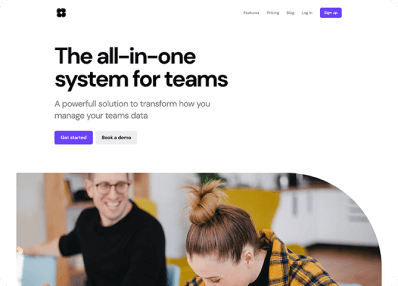 Features Pricing Blog Log in Sign up
The all-in-one
system for teams
A powerfull solution to transform how you
manage your teams data
Get started Book a demo